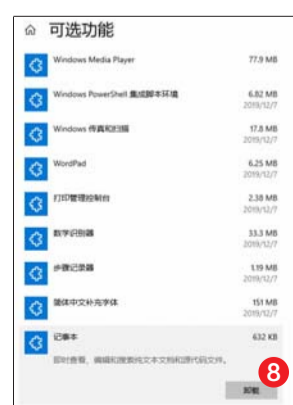 可选功能
Windows Media Player 77.9 MB
Windows PowerShell 集成脚本环境 6.82 MB
2019/12/7
Windows 传真和扫描 17.8 MB
2019/12/7
WordPad 6.25 MB
2019/12/7
打印管理控制台 2.38 MB
2019/12/7
数学识别器 33.3 MB
2019/12/7
步骤记录器 1.19 MB
2019/12/7
简体中文补充字体 151 MB
2019/12/7
记事本 632 KB
即时查看、编辑和搜索纯文本文档和源代码文件。
8
卸载